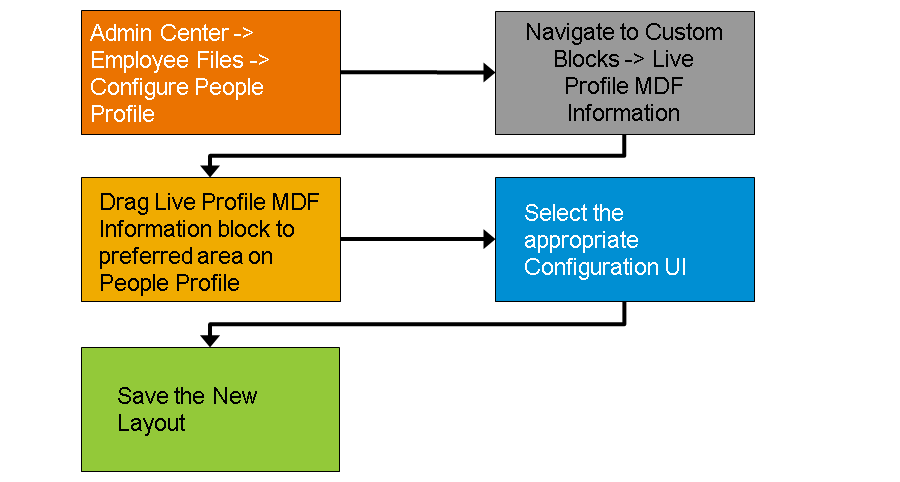 Admin Center ->
Employee Files ->
Configure People
Profile
Navigate to Custom
Blocks -> Live
Profile MDF
Information
Drag Live Profile MDF
Information block to
preferred area on
People Profile
Select the
appropriate
Configuration UI
Save the New
Layout